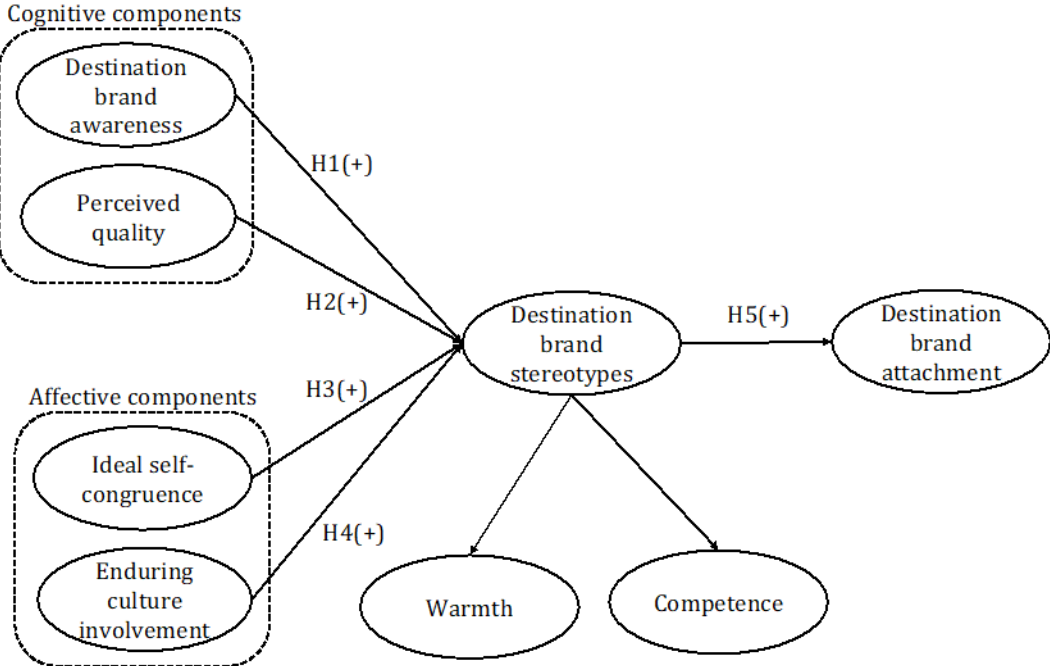 Cognitive components
Destination
brand
awareness
H1(+)
Perceived
quality
H2(+)
Destination
brand
stereotypes
H5(+)
Destination
brand
attachment
H3(+)
Affective components
Ideal self-
congruence
H4(+)
Enduring
culture
involvement
Warmth
Competence